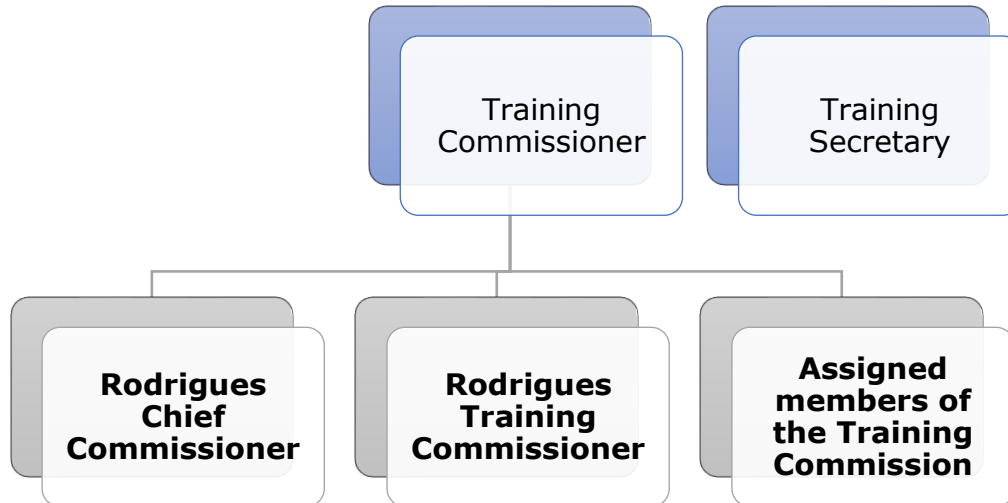 Training
Commissioner
Training
Secretary
Rodrigues
Chief
Commissioner
Rodrigues
Training
Commissioner
Assigned
members of
the Training
Commission